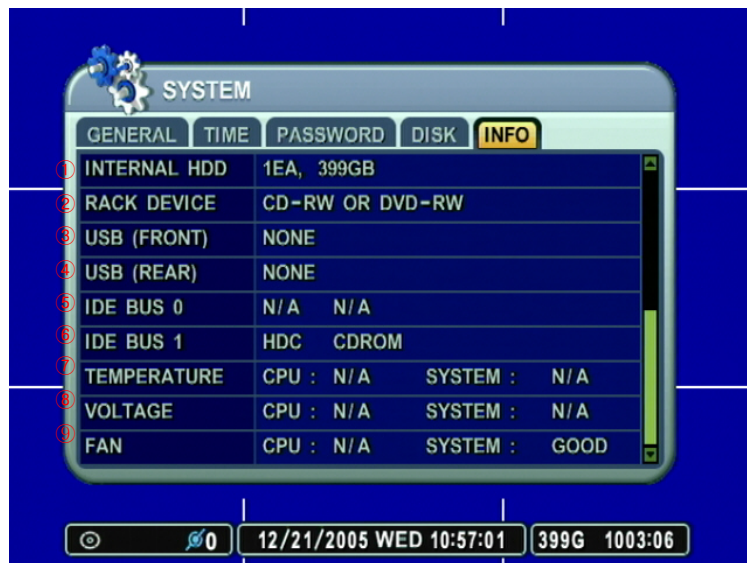 SYSTEM
GENERAL TIME PASSWORD DISK INFO
① INTERNAL HDD 1EA, 399GB
② RACK DEVICE CD-RW OR DVD-RW
③ USB (FRONT) NONE
④ USB (REAR) NONE
⑤ IDE BUS 0 N/A N/A
⑥ IDE BUS 1 HDC CDROM
⑦ TEMPERATURE CPU : N/A SYSTEM : N/A
⑧ VOLTAGE CPU : N/A SYSTEM : N/A
⑨ FAN CPU : N/A SYSTEM : GOOD
0 12/21/2005 WED 10:57:01 399G 1003:06